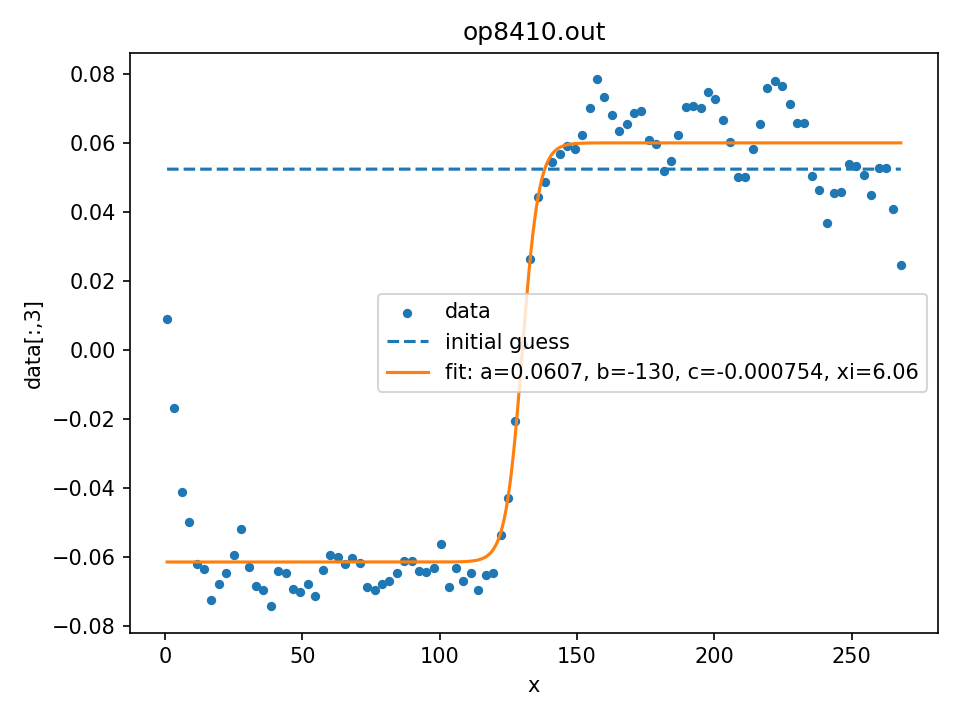 op8410.out
0.08
0.06
0.04
0.02
0.00
−0.02
−0.04
−0.06
−0.08
data[:,3]
data
initial guess
fit: a=0.0607, b=-130, c=-0.000754, xi=6.06
0 50 100 150 200 250
x